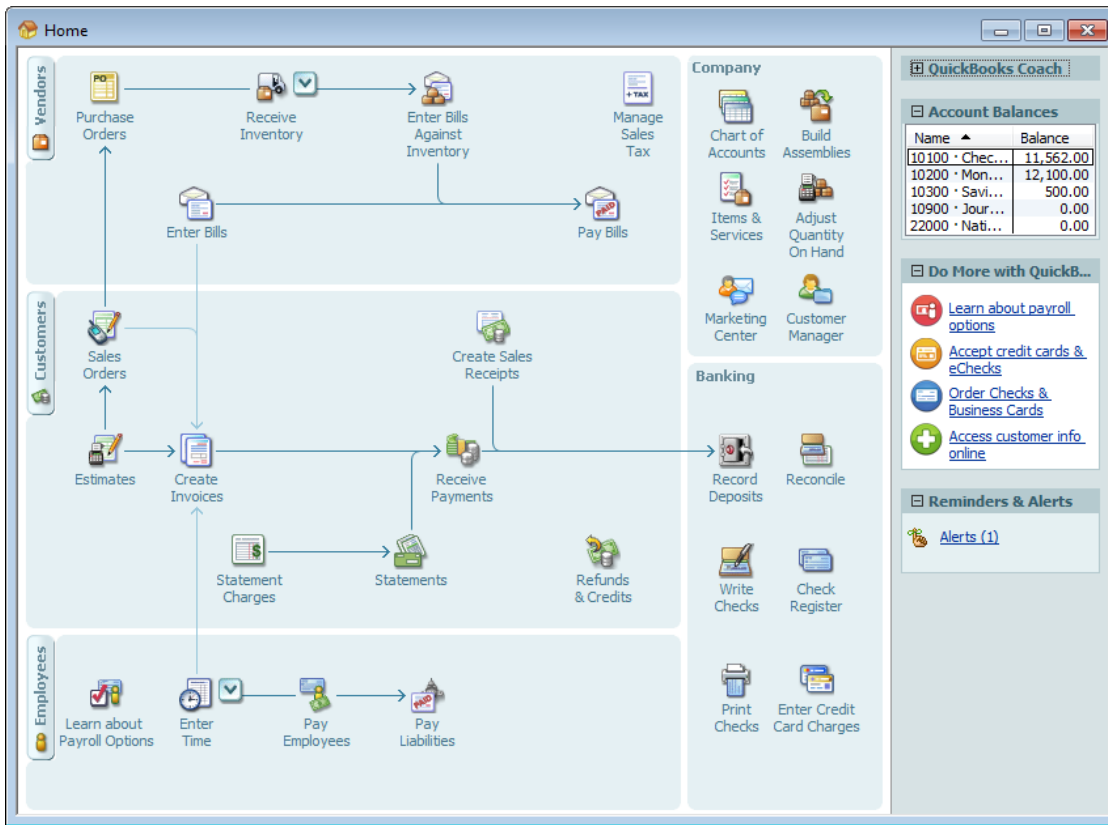 Home
Vendors
PO
Purchase
Orders
Receive
Inventory
Enter Bills
Against
Inventory
+ TAX
Manage
Sales
Tax
Enter Bills
PAID
Pay Bills
Customers
Sales
Orders
Create Sales
Receipts
Estimates
Create
Invoices
Receive
Payments
$
Statement
Charges
Statements
Refunds
& Credits
Employees
Learn about
Payroll Options
Enter
Time
Pay
Employees
PAID
Pay
Liabilities
Company
Chart of
Accounts
Build
Assemblies
Items &
Services
Adjust
Quantity
On Hand
Marketing
Center
Customer
Manager
Banking
Record
Deposits
Reconcile
Write
Checks
Check
Register
Print
Checks
Enter Credit
Card Charges
QuickBooks Coach
Account Balances
Name Balance
10100 · Chec... 11,562.00
10200 · Mon... 12,100.00
10300 · Savi... 500.00
10900 · Jour... 0.00
22000 · Nati... 0.00
Do More with QuickB...
Learn about payroll
options
Accept credit cards &
eChecks
Order Checks &
Business Cards
Access customer info
online
Reminders & Alerts
Alerts (1)